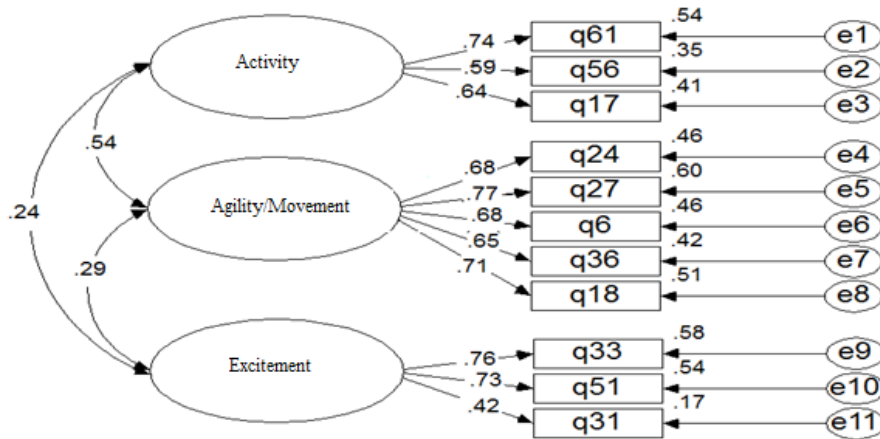 Activity
.74 q61 .54 e1
.59 q56 .35 e2
.64 q17 .41 e3
.54
.68 q24 .46 e4
.77 q27 .60 e5
Agility/Movement
.24
.68 q6 .46 e6
.65 q36 .42 e7
.29
.71 q18 .51 e8
Excitement
.76 q33 .58 e9
.73 q51 .54 e10
.42 q31 .17 e11